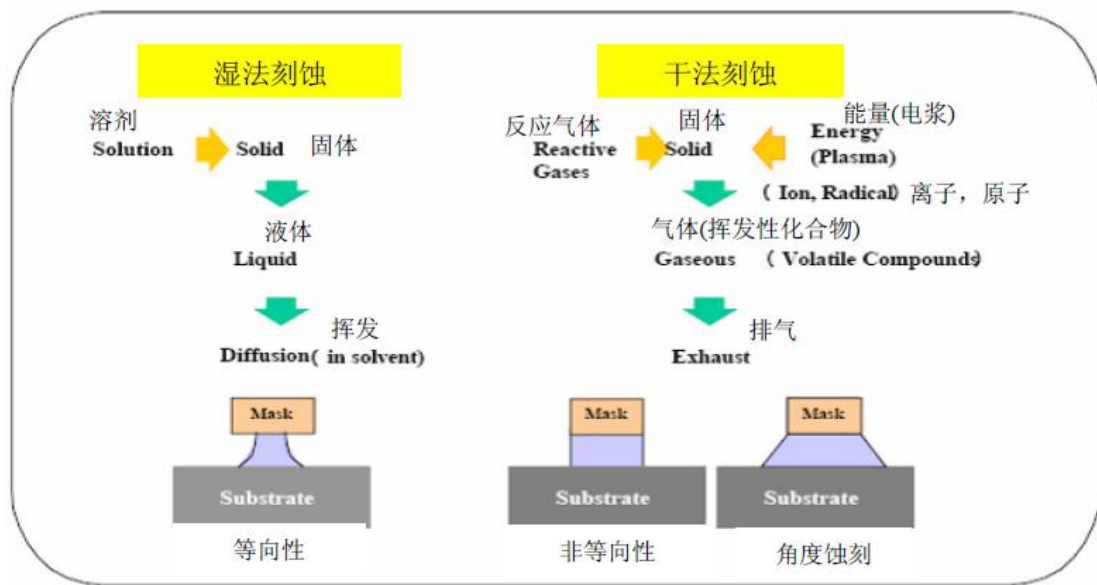 湿法刻蚀
溶剂
Solution
Solid 固体
液体
Liquid
挥发
Diffusion( in solvent)
Mask
Substrate
等向性
干法刻蚀
反应气体
Reactive
Gases
固体
Solid
能量(电浆)
Energy
(Plasma)
( Ion, Radical) 离子，原子
气体(挥发性化合物)
Gaseous ( Volatile Compounds)
排气
Exhaust
Mask
Substrate
非等向性
Mask
Substrate
角度蚀刻